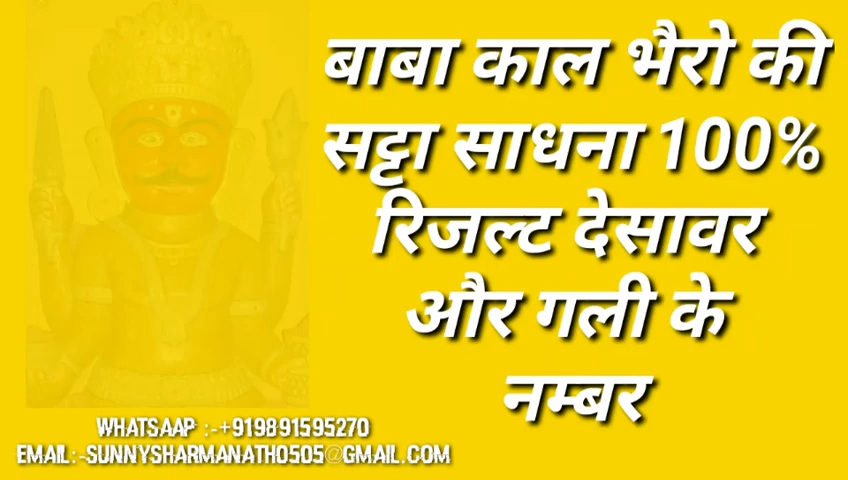 बाबा काल भैरो की
सट्टा साधना 100%
रिजल्ट देसावर
और गली के
नम्बर
WHATSAAP :-+919891595270
EMAIL:-SUNNYSHARMANATH0505@GMAIL.COM